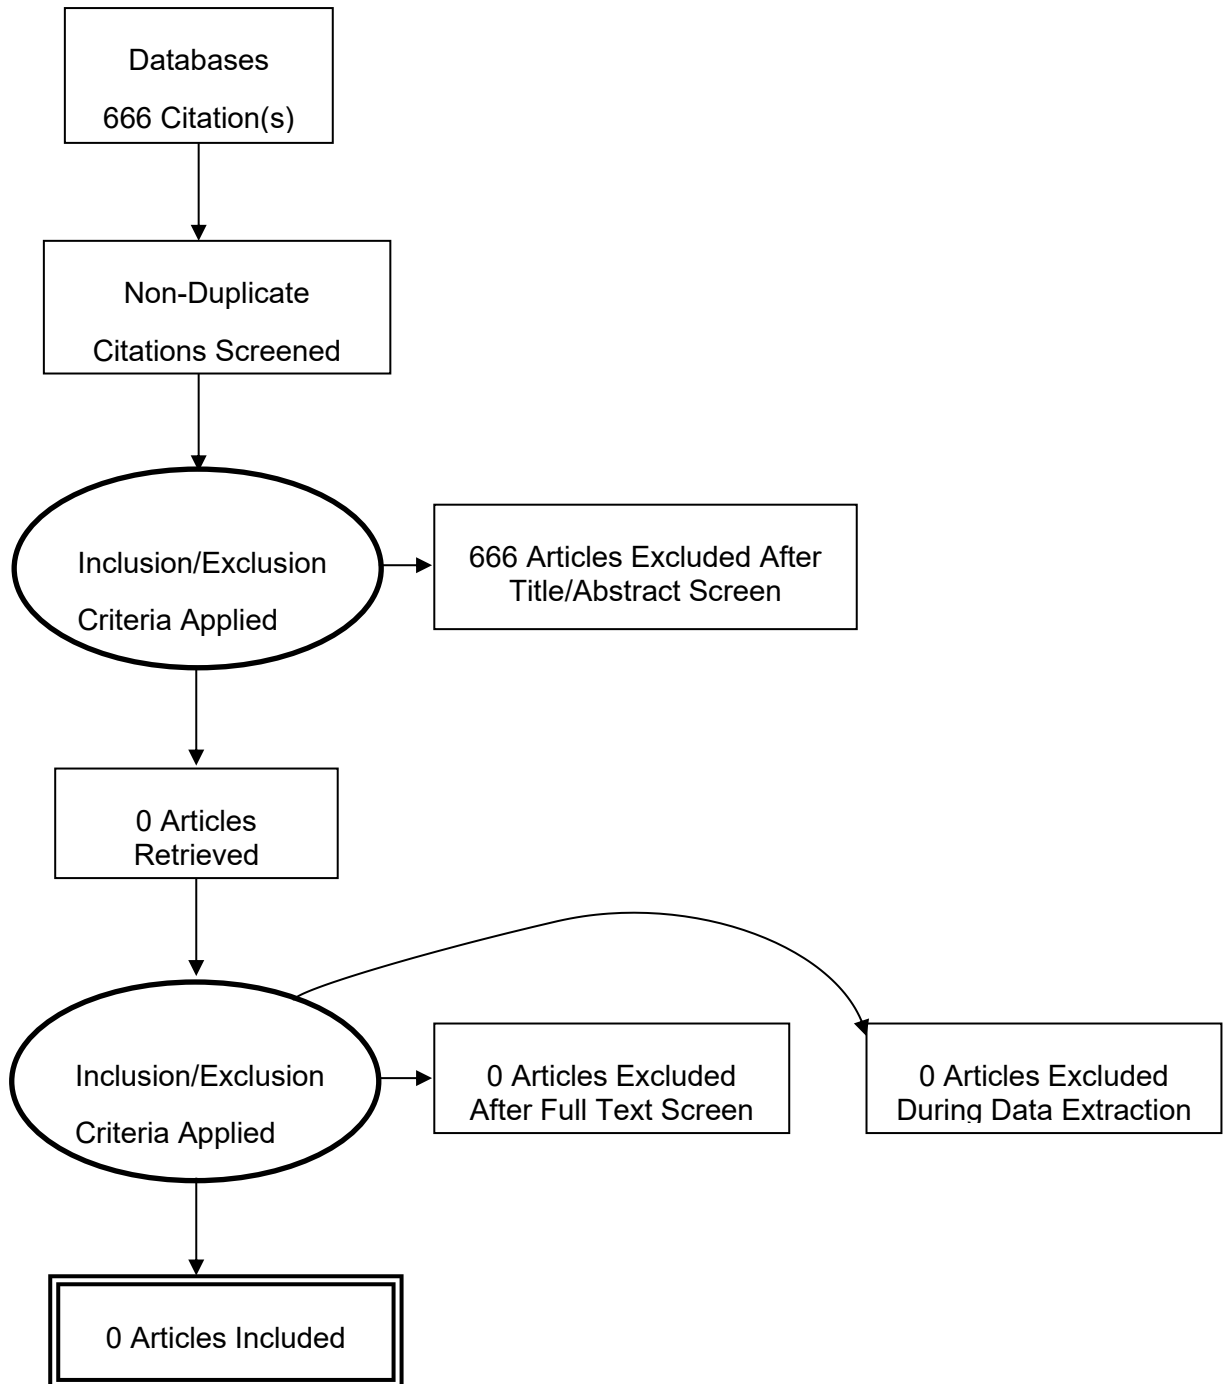 Databases
666 Citation(s)
Non-Duplicate
Citations Screened
Inclusion/Exclusion
Criteria Applied
666 Articles Excluded After
Title/Abstract Screen
0 Articles
Retrieved
Inclusion/Exclusion
Criteria Applied
0 Articles Excluded
After Full Text Screen
0 Articles Excluded
During Data Extraction
0 Articles Included